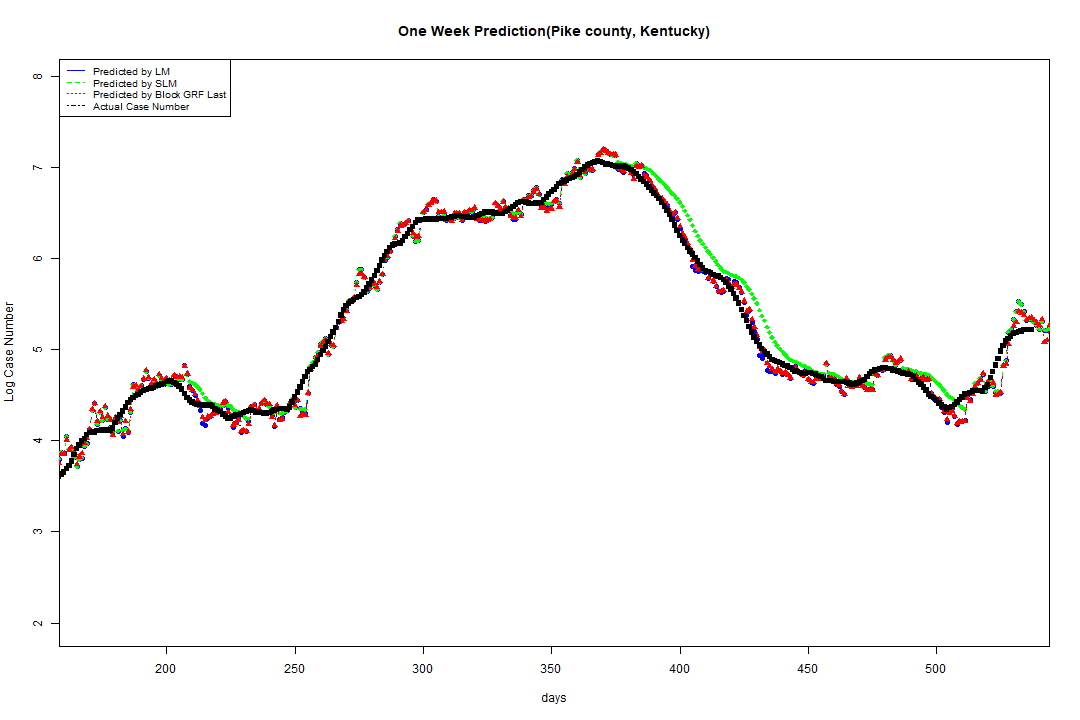 One Week Prediction(Pike county, Kentucky)
Predicted by LM
Predicted by SLM
Predicted by Block GRF Last
Actual Case Number
8
7
6
5
4
3
2
Log Case Number
200 250 300 350 400 450 500
days